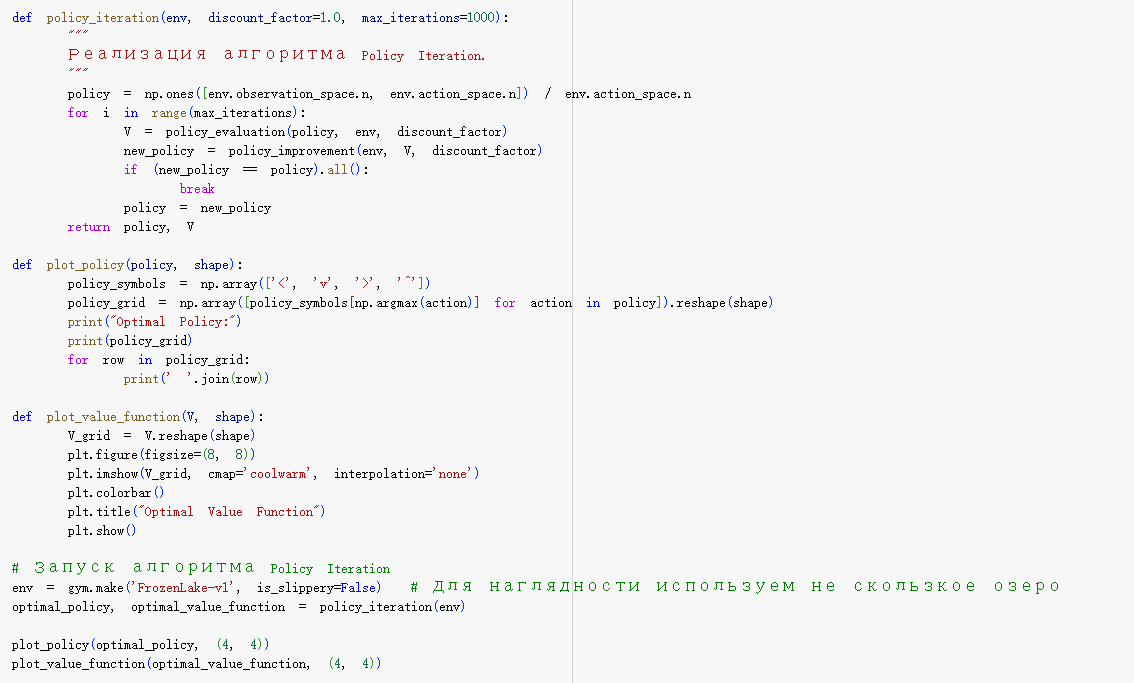 def policy_iteration(env, discount_factor=1.0, max_iterations=1000):
"""
Реализация алгоритма Policy Iteration.
"""
policy = np.ones([env.observation_space.n, env.action_space.n]) / env.action_space.n
for i in range(max_iterations):
V = policy_evaluation(policy, env, discount_factor)
new_policy = policy_improvement(env, V, discount_factor)
if (new_policy == policy).all():
break
policy = new_policy
return policy, V
def plot_policy(policy, shape):
policy_symbols = np.array(['<', 'v', '>', '^'])
policy_grid = np.array([policy_symbols[np.argmax(action)] for action in policy]).reshape(shape)
print("Optimal Policy:")
print(policy_grid)
for row in policy_grid:
print(' '.join(row))
def plot_value_function(V, shape):
V_grid = V.reshape(shape)
plt.figure(figsize=(8, 8))
plt.imshow(V_grid, cmap='coolwarm', interpolation='none')
plt.colorbar()
plt.title("Optimal Value Function")
plt.show()
# Запуск алгоритма Policy Iteration
env = gym.make('FrozenLake-v1', is_slippery=False) # Для наглядности используем не скользкое озеро
optimal_policy, optimal_value_function = policy_iteration(env)
plot_policy(optimal_policy, (4, 4))
plot_value_function(optimal_value_function, (4, 4))